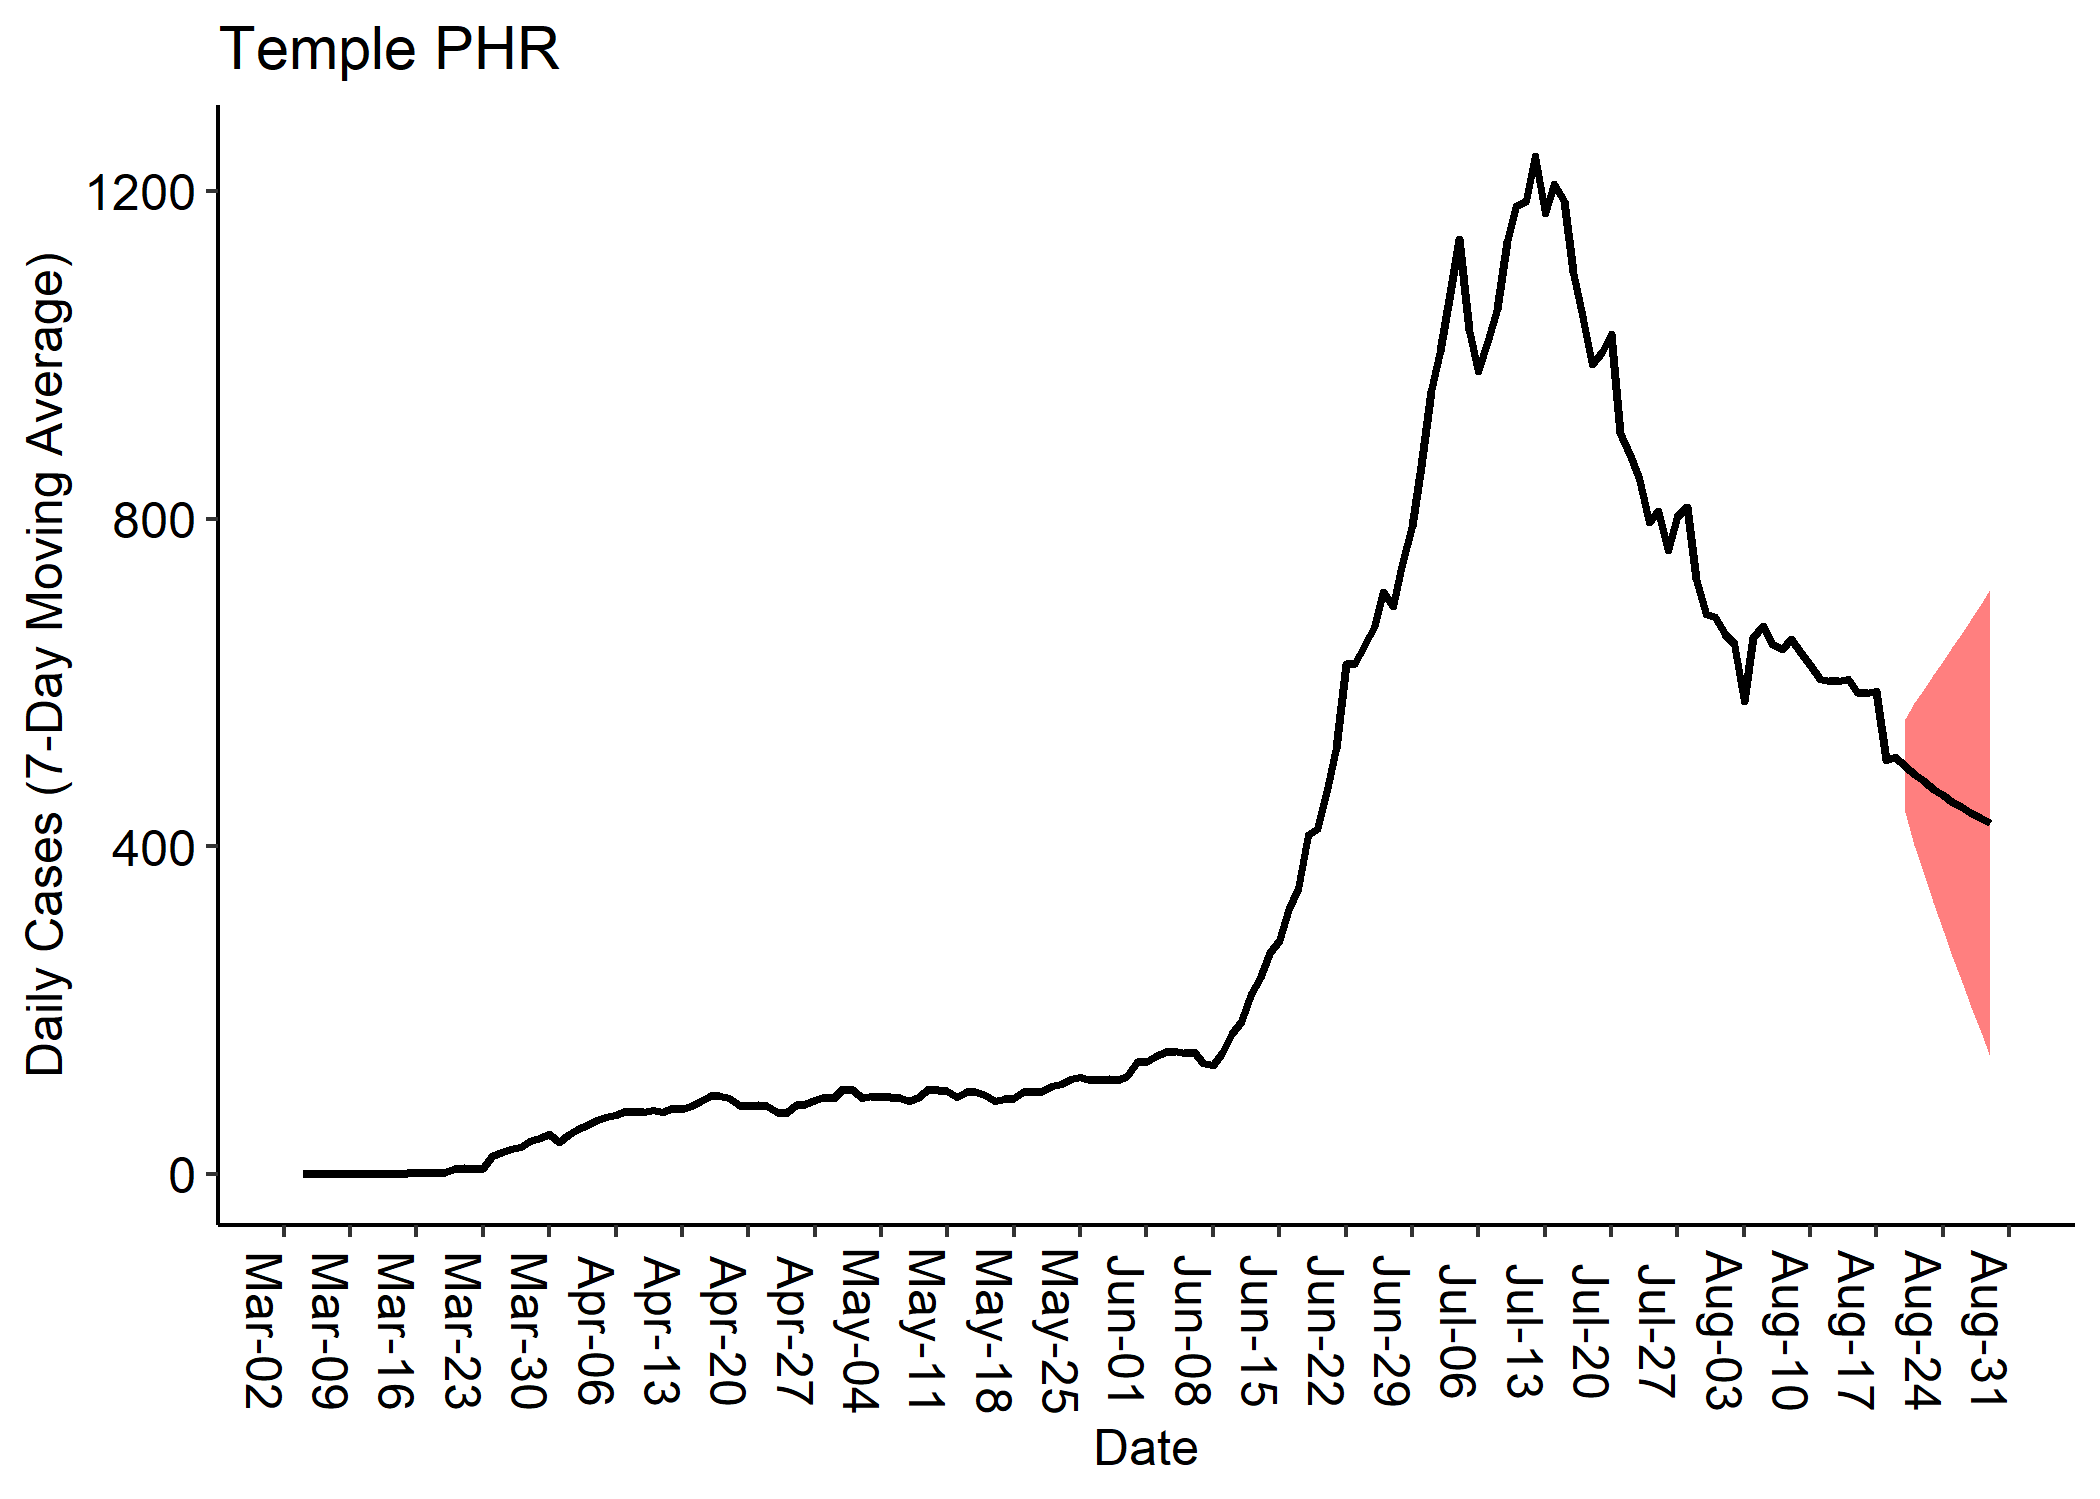 Temple PHR
Daily Cases (7-Day Moving Average)
1200
800
400
0
Mar-02
Mar-09
Mar-16
Mar-23
Mar-30
Apr-06
Apr-13
Apr-20
Apr-27
May-04
May-11
May-18
May-25
Jun-01
Jun-08
Jun-15
Jun-22
Jun-29
Jul-06
Jul-13
Jul-20
Jul-27
Aug-03
Aug-10
Aug-17
Aug-24
Aug-31
Date